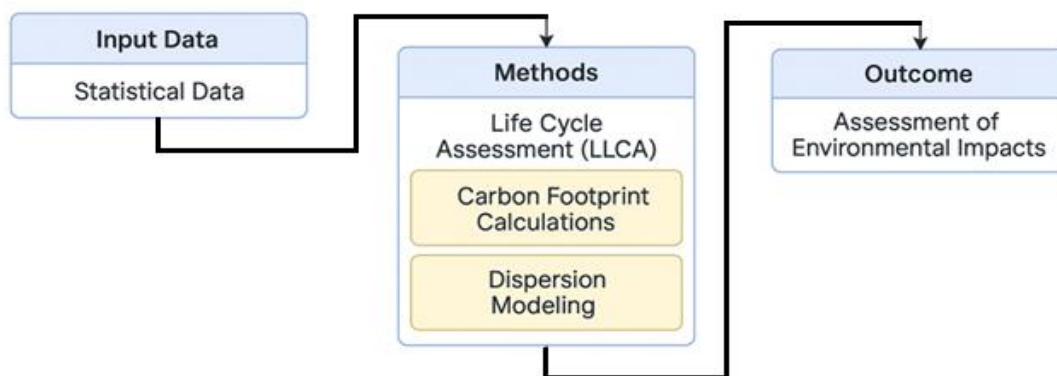 Input Data
Statistical Data
Methods
Life Cycle
Assessment (LLCA)
Carbon Footprint
Calculations
Dispersion
Modeling
Outcome
Assessment of
Environmental Impacts